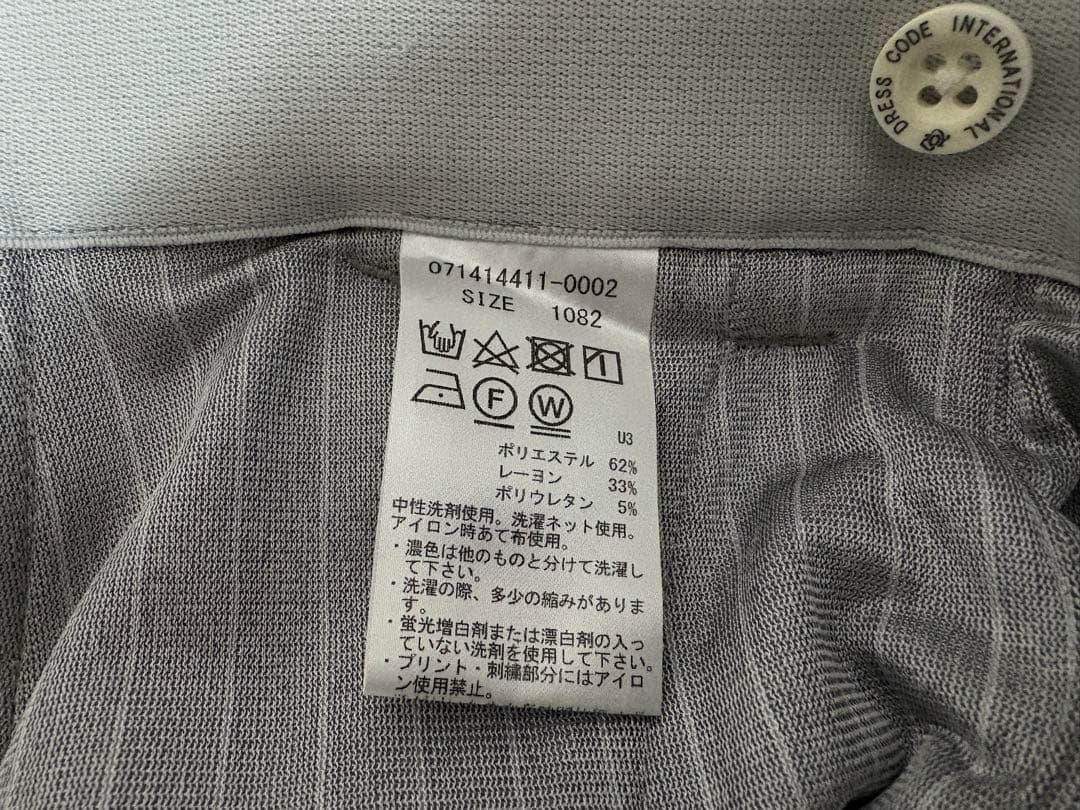 DRESS CODE INTERNATIONAL
071414411-0002
SIZE 1082
F W
U3
ポリエステル 62%
レーヨン 33%
ポリウレタン 5%
中性洗剤使用。洗濯ネット使用。
アイロン時あて布使用。
・濃色は他のものと分けて洗濯し
て下さい。
・洗濯の際、多少の縮みがありま
す。
・蛍光増白剤または漂白剤の入っ
ていない洗剤を使用して下さい。
・プリント・刺繍部分にはアイロ
ン使用禁止。